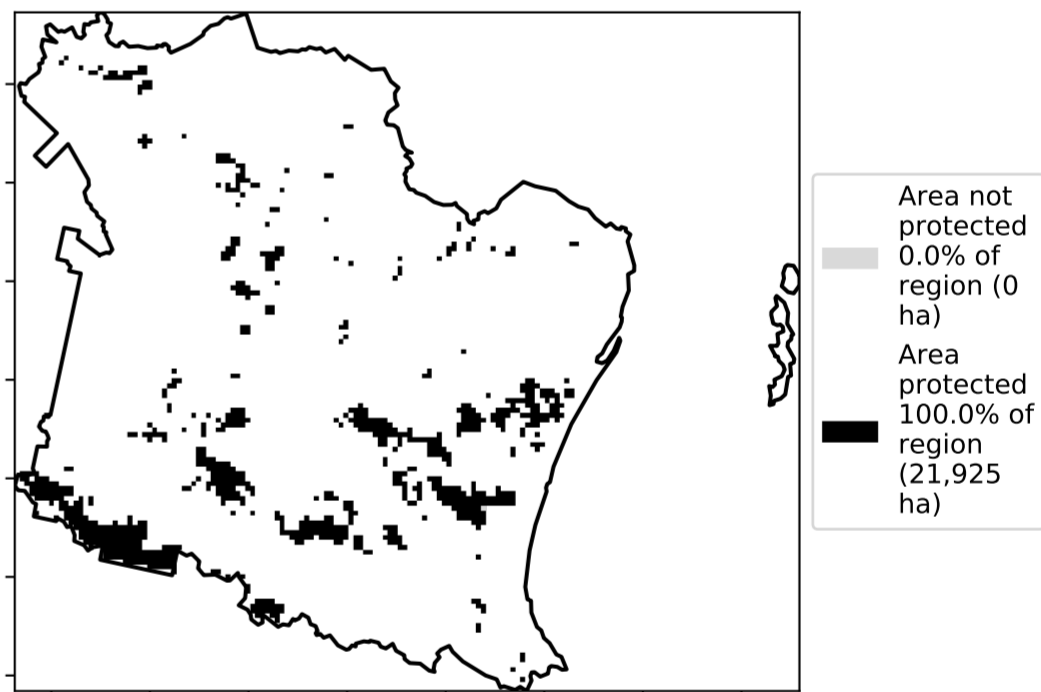 Area not
protected
0.0% of
region (0
ha)
Area
protected
100.0% of
region
(21,925
ha)